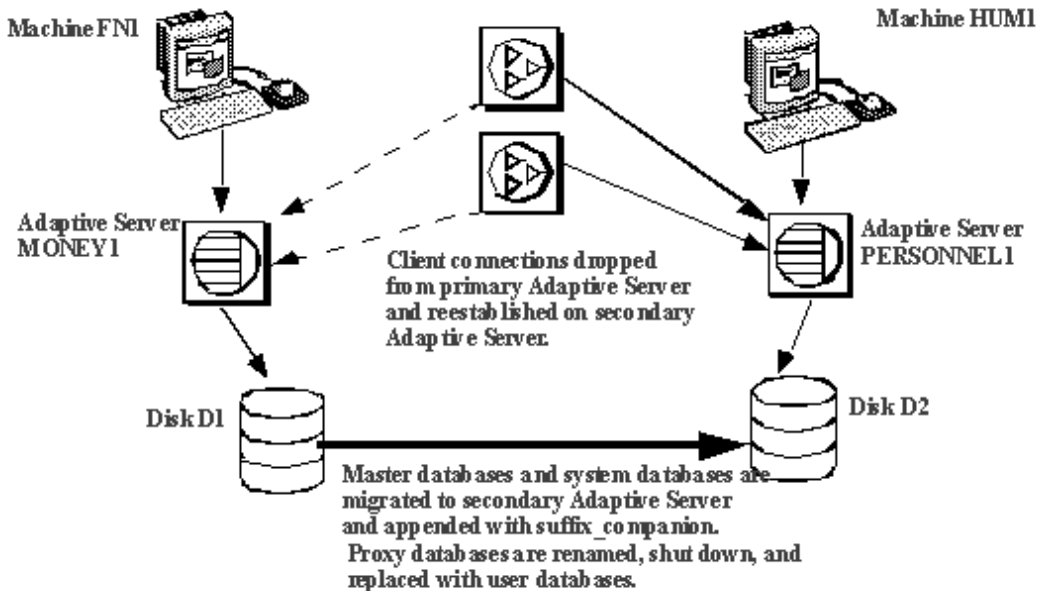 Machine FN1
Machine HUM1
Adaptive Server
MONEY1
Adaptive Server
PERSONNEL1
Client connections dropped
from primary Adaptive Server
and reestablished on secondary
Adaptive Server.
Disk D1
Disk D2
Master databases and system databases are
migrated to secondary Adaptive Server
and appended with suffix_companion.
Proxy databases are renamed, shut down, and
replaced with user databases.